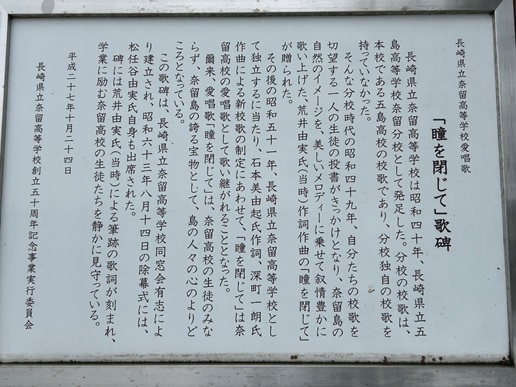 長崎県立奈留高等学校愛唱歌
「瞳を閉じて」歌碑
長崎県立奈留高等学校は昭和四十年、長崎県立五
島高等学校奈留分校として発足した。分校の校歌は、
本校である五島高校の校歌であり、分校独自の校歌を
持っていなかった。
そんな分校時代の昭和四十九年、自分たちの校歌を
切望する一人の生徒の投書がきっかけとなり、奈留島の
自然のイメージを、美しいメロディーに乗せて叙情豊かに
歌い上げた、荒井由実氏(当時)作詞作曲の「瞳を閉じて」
が贈られた。
その後の昭和五十一年、長崎県立奈留高等学校とし
て独立するに当たり、石本美由起氏作詞、深町一朗氏
作曲による新校歌の制定にあわせて、「瞳を閉じて」は奈
留高校の愛唱歌として歌い継がれることとなった。
爾来、愛唱歌「瞳を閉じて」は、奈留高校の生徒のみな
らず、奈留島の誇る宝物として、島の人々の心のよりど
ころとなっている。
この歌碑は、長崎県立奈留高等学校同窓会有志によ
り建立され、昭和六十三年八月十四日の除幕式には、
松任谷由実氏自身も出席された。
碑には荒井由実氏(当時)による筆跡の歌詞が刻まれ、
学業に励む奈留高校の生徒たちを静かに見守っている。
平成二十七年十月二十四日
長崎県立奈留高等学校創立五十周年記念事業実行委員会